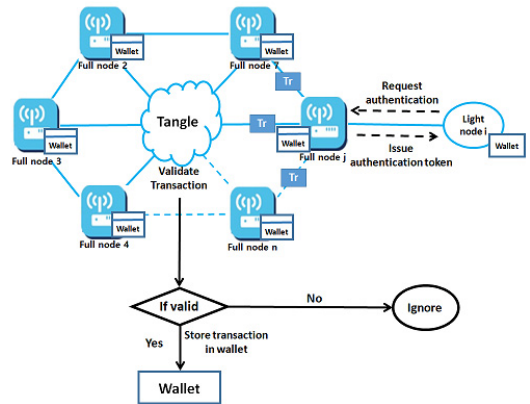 Wallet
Full node 2
Wallet
Full node 7
Tr
Request
authentication
Wallet
Full node 3
Tangle
Tr
Wallet
Full node j
Light
node i
Wallet
Issue
authentication token
Validate
Transaction
Tr
Wallet
Full node 4
Wallet
Full node n
If valid
No
Ignore
Yes
Store transaction
in wallet
Wallet